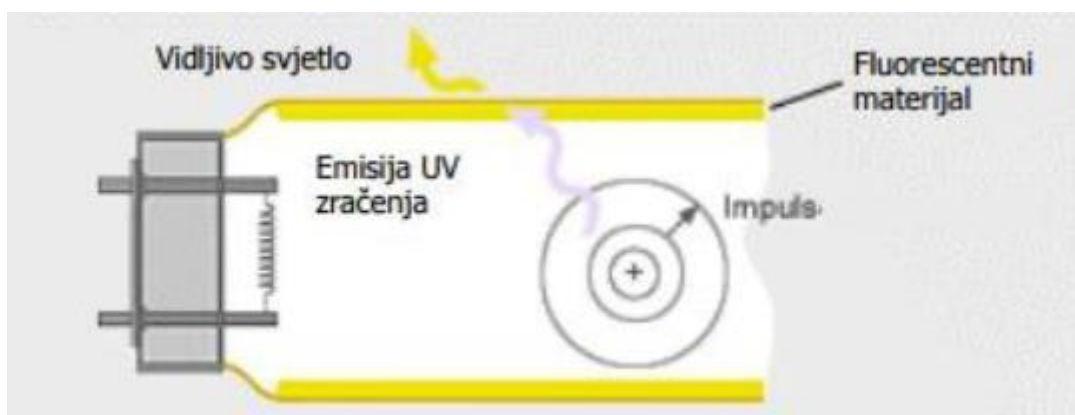 Vidljivo svjetlo
Fluorescentni
materijal
Emisija UV
zračenja
Impuls
+